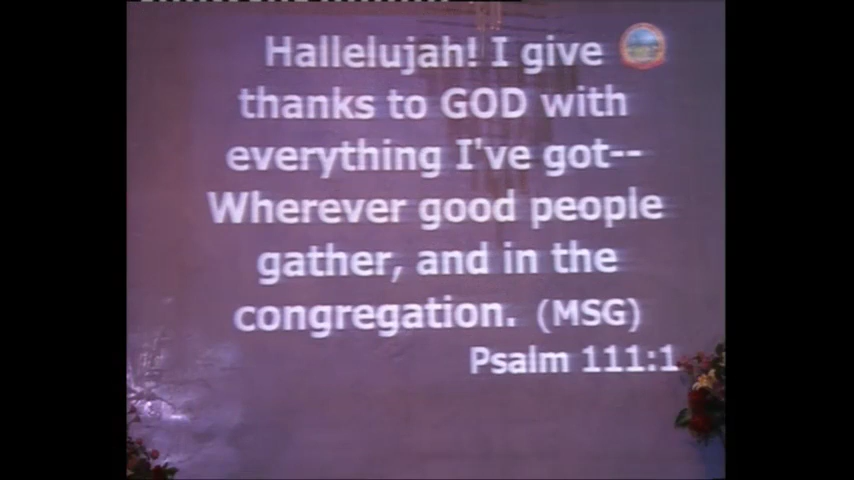 Hallelujah! I give
thanks to GOD with
everything I've got--
Wherever good people
gather, and in the
congregation. (MSG)
Psalm 111:1